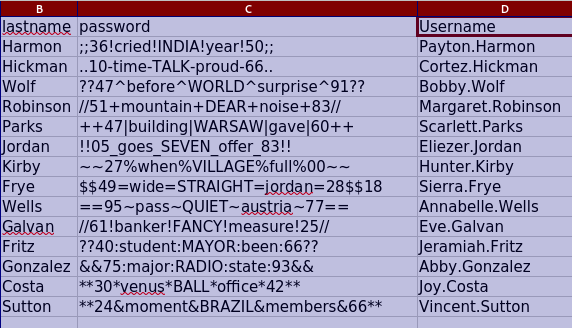 B C D
lastname password Username
Harmon ;;36!cried!INDIA!year!50;; Payton.Harmon
Hickman ..10-time-TALK-proud-66.. Cortez.Hickman
Wolf ??47^before^WORLD^surprise^91?? Bobby.Wolf
Robinson //51+mountain+DEAR+noise+83// Margaret.Robinson
Parks ++47|building|WARSAW|gave|60++ Scarlett.Parks
Jordan !!05_goes_SEVEN_offer_83!! Eliezer.Jordan
Kirby ~~27%when%VILLAGE%full%00~~ Hunter.Kirby
Frye $$49=wide=STRAIGHT=jordan=28$$18 Sierra.Frye
Wells ==95~pass~QUIET~austria~77== Annabelle.Wells
Galvan //61!banker!FANCY!measure!25// Eve.Galvan
Fritz ??40:student:MAYOR:been:66?? Jeramiah.Fritz
Gonzalez &&75:major:RADIO:state:93&& Abby.Gonzalez
Costa **30*venus*BALL*office*42** Joy.Costa
Sutton **24&moment&BRAZIL&members&66** Vincent.Sutton